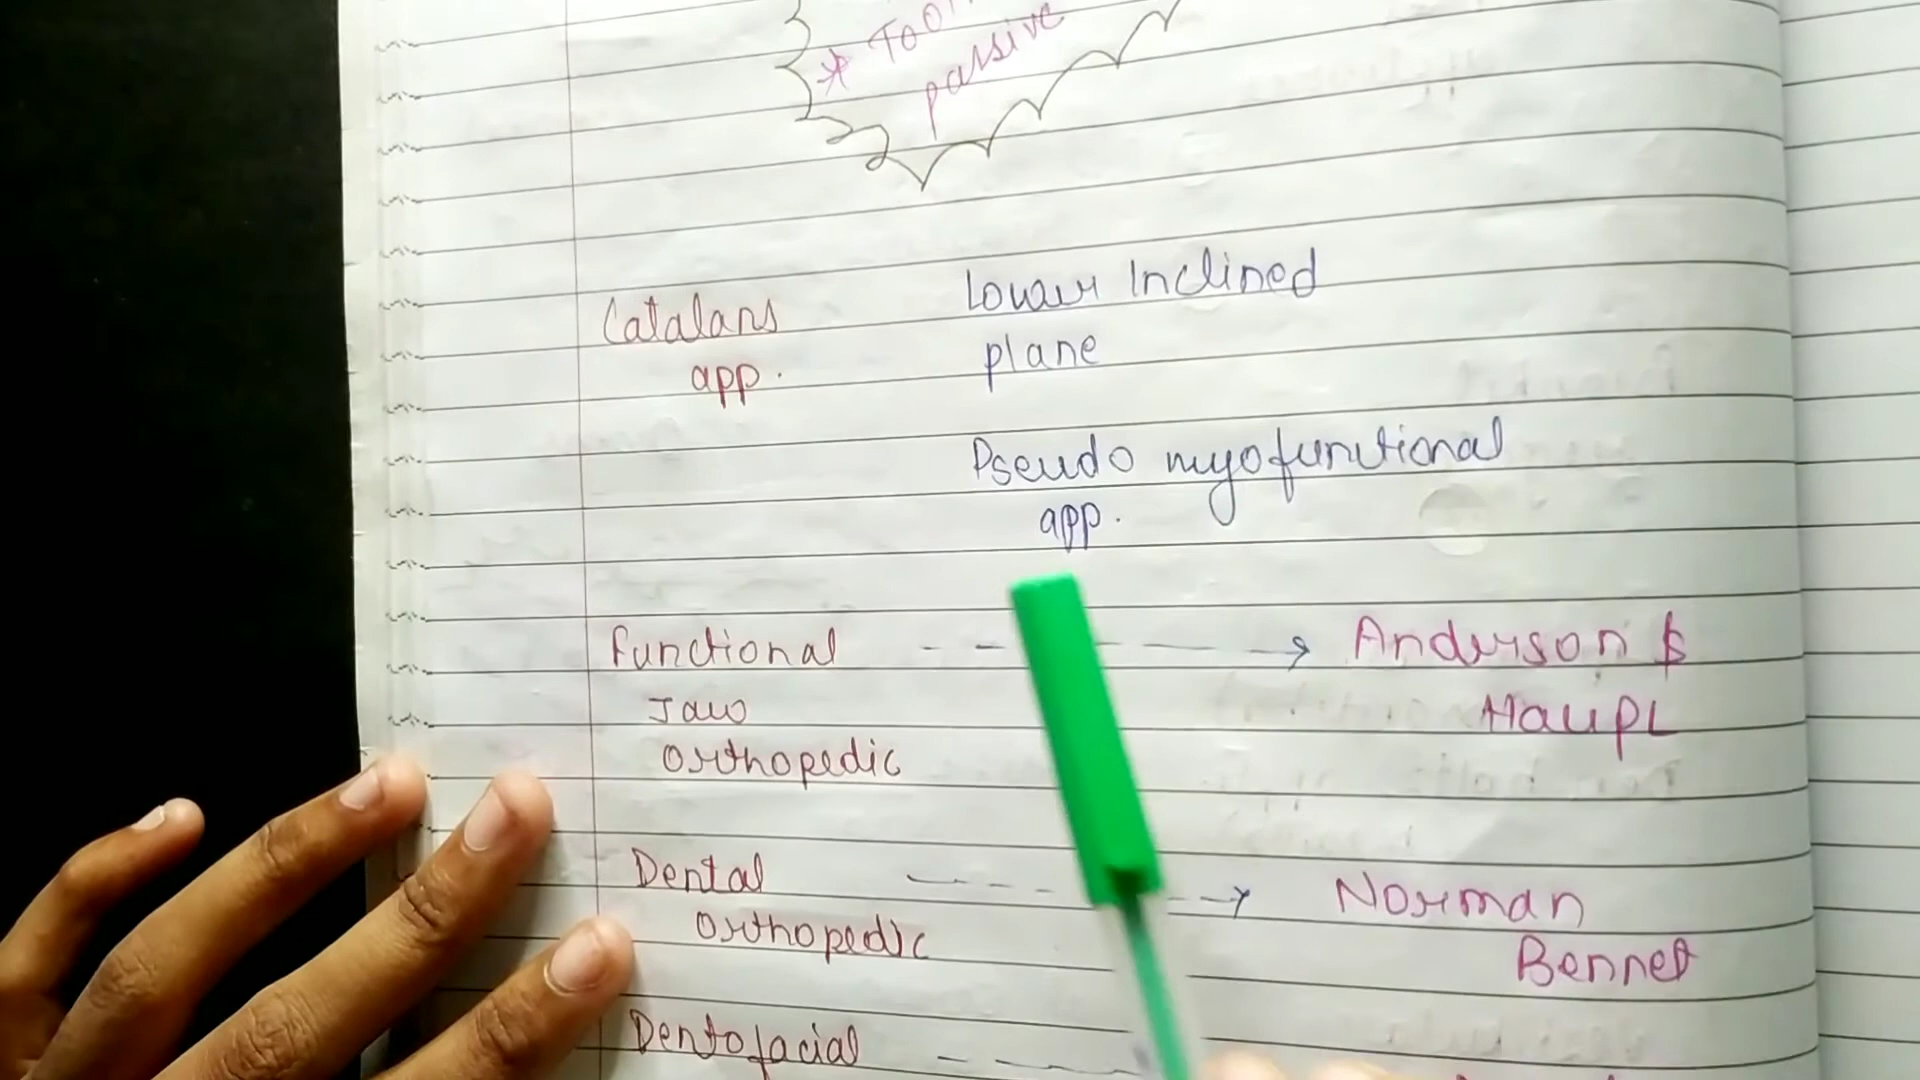 * Too
passive
Catalans
app.
Lower Inclined
plane
Pseudo myofunctional
app.
Functional
Jaw
Orthopedic
Anderson &
Haupl
Dental
Orthopedic
Norman
Bennet
Dentofacial